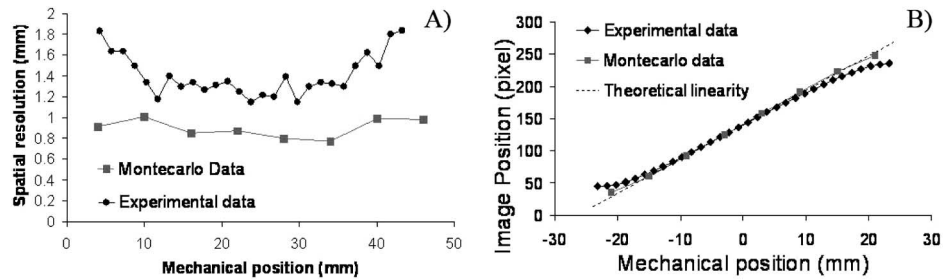 A)
Spatial resolution (mm)
2
1.8
1.6
1.4
1.2
1
0.8
0.6
0.4
0.2
0
Montecarlo Data
Experimental data
0 10 20 30 40 50
Mechanical position (mm)
B)
Image Position (pixel)
300
250
200
150
100
50
0
Experimental data
Montecarlo data
Theoretical linearity
-30 -20 -10 0 10 20 30
Mechanical position (mm)